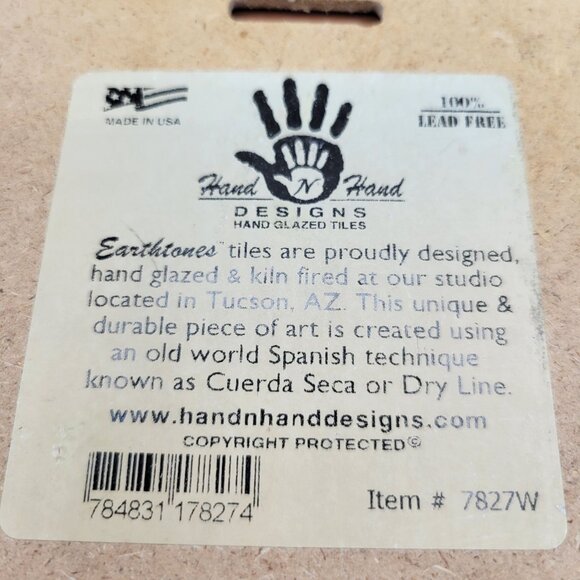 MADE IN USA
100%
LEAD FREE
Hand N Hand
DESIGNS
HAND GLAZED TILES
Earthtones™ tiles are proudly designed,
hand glazed & kiln fired at our studio
located in Tucson, AZ. This unique &
durable piece of art is created using
an old world Spanish technique
known as Cuerda Seca or Dry Line.
www.handnhanddesigns.com
COPYRIGHT PROTECTED©
784831 178274
Item # 7827W